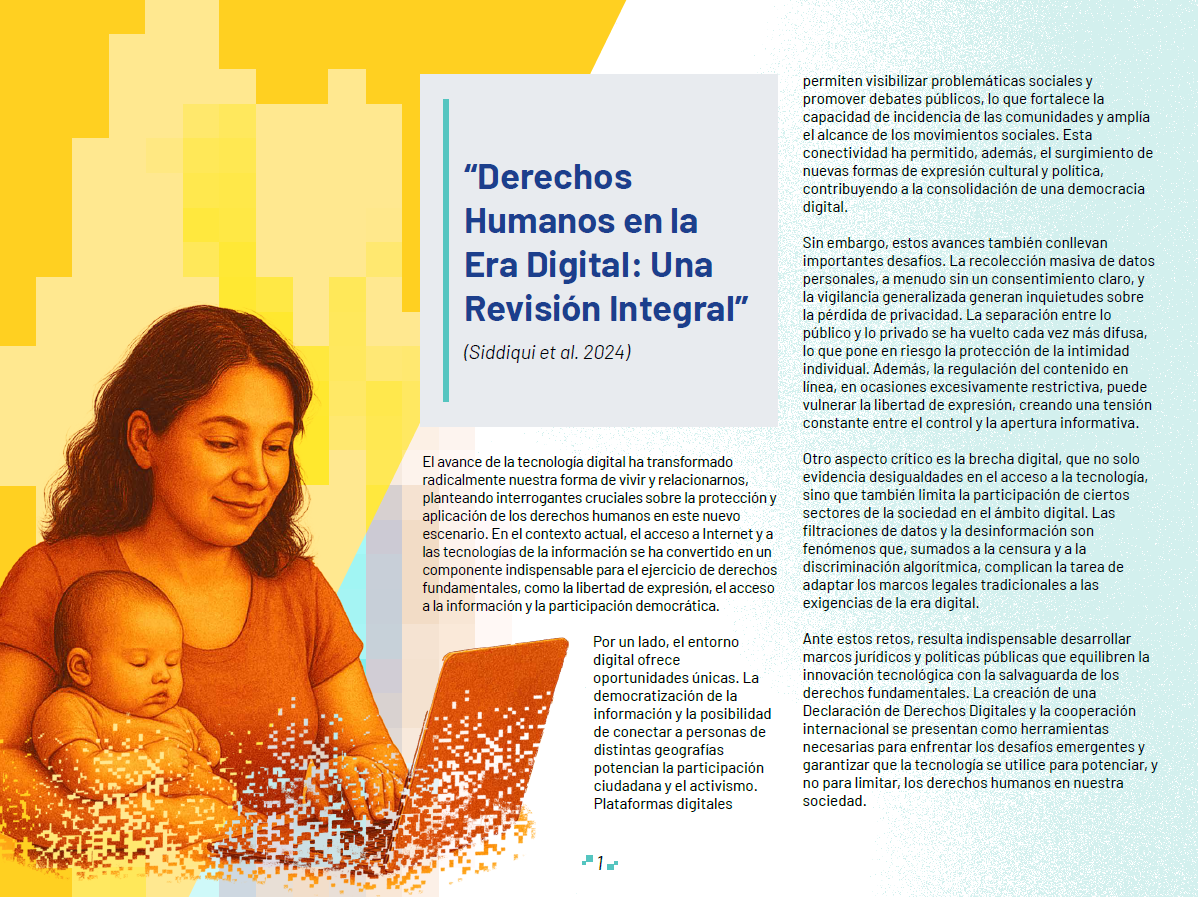 “Derechos
Humanos en la
Era Digital: Una
Revisión Integral”
(Siddiqui et al. 2024)
El avance de la tecnología digital ha transformado
radicalmente nuestra forma de vivir y relacionarnos,
planteando interrogantes cruciales sobre la protección y
aplicación de los derechos humanos en este nuevo
escenario. En el contexto actual, el acceso a Internet y a
las tecnologías de la información se ha convertido en un
componente indispensable para el ejercicio de derechos
fundamentales, como la libertad de expresión, el acceso
a la información y la participación democrática.
Por un lado, el entorno
digital ofrece
oportunidades únicas. La
democratización de la
información y la posibilidad
de conectar a personas de
distintas geografías
potencian la participación
ciudadana y el activismo.
Plataformas digitales
permiten visibilizar problemáticas sociales y
promover debates públicos, lo que fortalece la
capacidad de incidencia de las comunidades y amplía
el alcance de los movimientos sociales. Esta
conectividad ha permitido, además, el surgimiento de
nuevas formas de expresión cultural y política,
contribuyendo a la consolidación de una democracia
digital.
Sin embargo, estos avances también conllevan
importantes desafíos. La recolección masiva de datos
personales, a menudo sin un consentimiento claro, y
la vigilancia generalizada generan inquietudes sobre
la pérdida de privacidad. La separación entre lo
público y lo privado se ha vuelto cada vez más difusa,
lo que pone en riesgo la protección de la intimidad
individual. Además, la regulación del contenido en
línea, en ocasiones excesivamente restrictiva, puede
vulnerar la libertad de expresión, creando una tensión
constante entre el control y la apertura informativa.
Otro aspecto crítico es la brecha digital, que no solo
evidencia desigualdades en el acceso a la tecnología,
sino que también limita la participación de ciertos
sectores de la sociedad en el ámbito digital. Las
filtraciones de datos y la desinformación son
fenómenos que, sumados a la censura y a la
discriminación algorítmica, complican la tarea de
adaptar los marcos legales tradicionales a las
exigencias de la era digital.
Ante estos retos, resulta indispensable desarrollar
marcos jurídicos y políticas públicas que equilibren la
innovación tecnológica con la salvaguarda de los
derechos fundamentales. La creación de una
Declaración de Derechos Digitales y la cooperación
internacional se presentan como herramientas
necesarias para enfrentar los desafíos emergentes y
garantizar que la tecnología se utilice para potenciar, y
no para limitar, los derechos humanos en nuestra
sociedad.
1